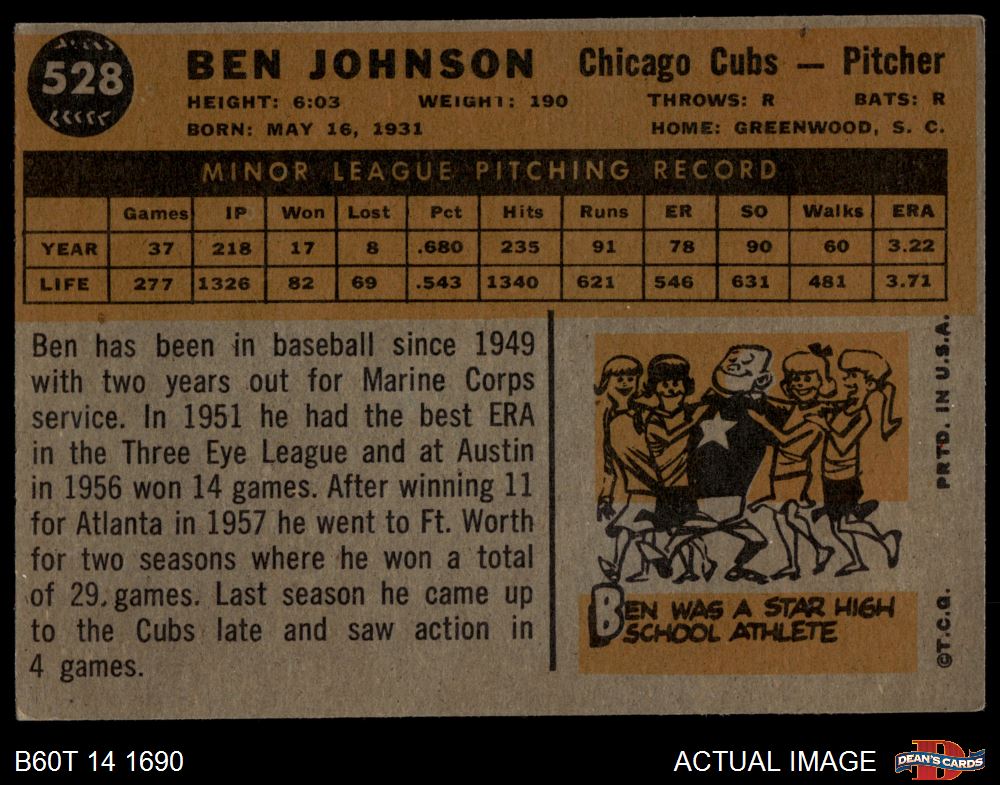 528
BEN JOHNSON Chicago Cubs — Pitcher
HEIGHT: 6:03 WEIGHT: 190 THROWS: R BATS: R
BORN: MAY 16, 1931 HOME: GREENWOOD, S. C.
MINOR LEAGUE PITCHING RECORD
Games IP Won Lost Pct Hits Runs ER SO Walks ERA
YEAR 37 218 17 8 .680 235 91 78 90 60 3.22
LIFE 277 1326 82 69 .543 1340 621 546 631 481 3.71
Ben has been in baseball since 1949
with two years out for Marine Corps
service. In 1951 he had the best ERA
in the Three Eye League and at Austin
in 1956 won 14 games. After winning 11
for Atlanta in 1957 he went to Ft. Worth
for two seasons where he won a total
of 29. games. Last season he came up
to the Cubs late and saw action in
4 games.
BEN WAS A STAR HIGH
SCHOOL ATHLETE
©T.C.G. PRTD. IN U.S.A.
B60T 14 1690
ACTUAL IMAGE
DEAN'S CARDS